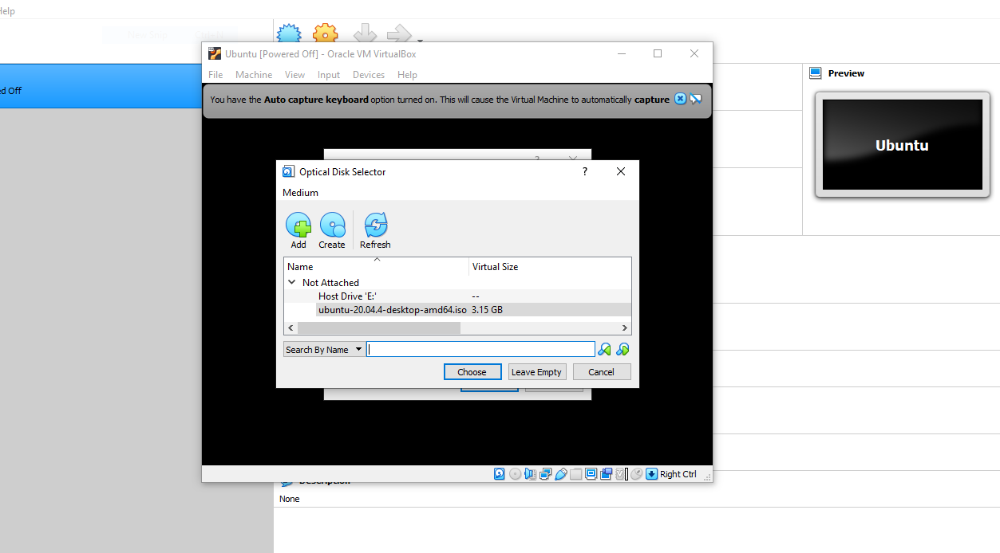 Help
Ubuntu [Powered Off] - Oracle VM VirtualBox
File Machine View Input Devices Help
You have the Auto capture keyboard option turned on. This will cause the Virtual Machine to automatically capture
ed Off
Preview
Ubuntu
?
Optical Disk Selector ?
Medium
Add Create Refresh
Name Virtual Size
Not Attached
Host Drive 'E:' --
ubuntu-20.04.4-desktop-amd64.iso 3.15 GB
Search By Name
Choose Leave Empty Cancel
Right Ctrl
Description
None